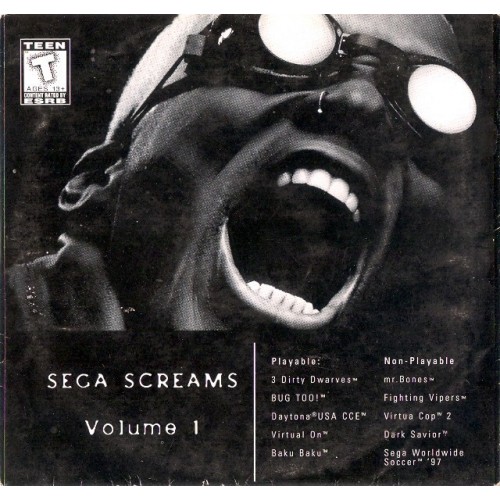 TEEN
T
AGES 13+
CONTENT RATED BY
ESRB
SEGA SCREAMS
Volume 1
Playable:
3 Dirty Dwarves™
BUG TOO!™
Daytona® USA CCE™
Virtual On™
Baku Baku™
Non-Playable
mr.Bones™
Fighting Vipers™
Virtua Cop™ 2
Dark Savior™
Sega Worldwide
Soccer™ '97